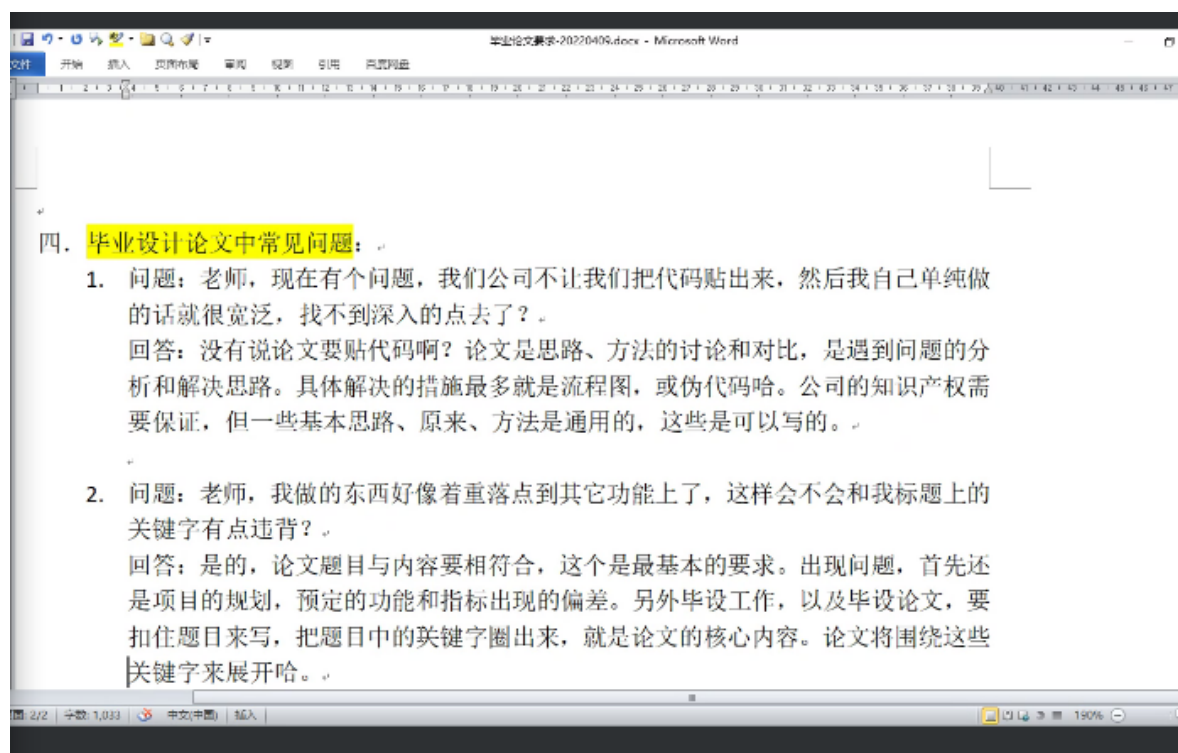 毕业论文要求-20220409.docx - Microsoft Word
文件 开始 插入 页面布局 审阅 视图 引用 百度网盘
四. 毕业设计论文中常见问题:
1. 问题:老师,现在有个问题,我们公司不让我们把代码贴出来,然后我自己单纯做
的话就很宽泛,找不到深入的点去了?
回答:没有说论文要贴代码啊?论文是思路、方法的讨论和对比,是遇到问题的分
析和解决思路。具体解决的措施最多就是流程图,或伪代码哈。公司的知识产权需
要保证,但一些基本思路、原来、方法是通用的,这些是可以写的。
2. 问题:老师,我做的东西好像着重落点到其它功能上了,这样会不会和我标题上的
关键字有点违背?
回答:是的,论文题目与内容要相符合,这个是最基本的要求。出现问题,首先还
是项目的规划,预定的功能和指标出现的偏差。另外毕设工作,以及毕设论文,要
扣住题目来写,把题目中的关键字圈出来,就是论文的核心内容。论文将围绕这些
关键字来展开哈。
2/2 字数: 1,033 中文(中国) 插入 190%